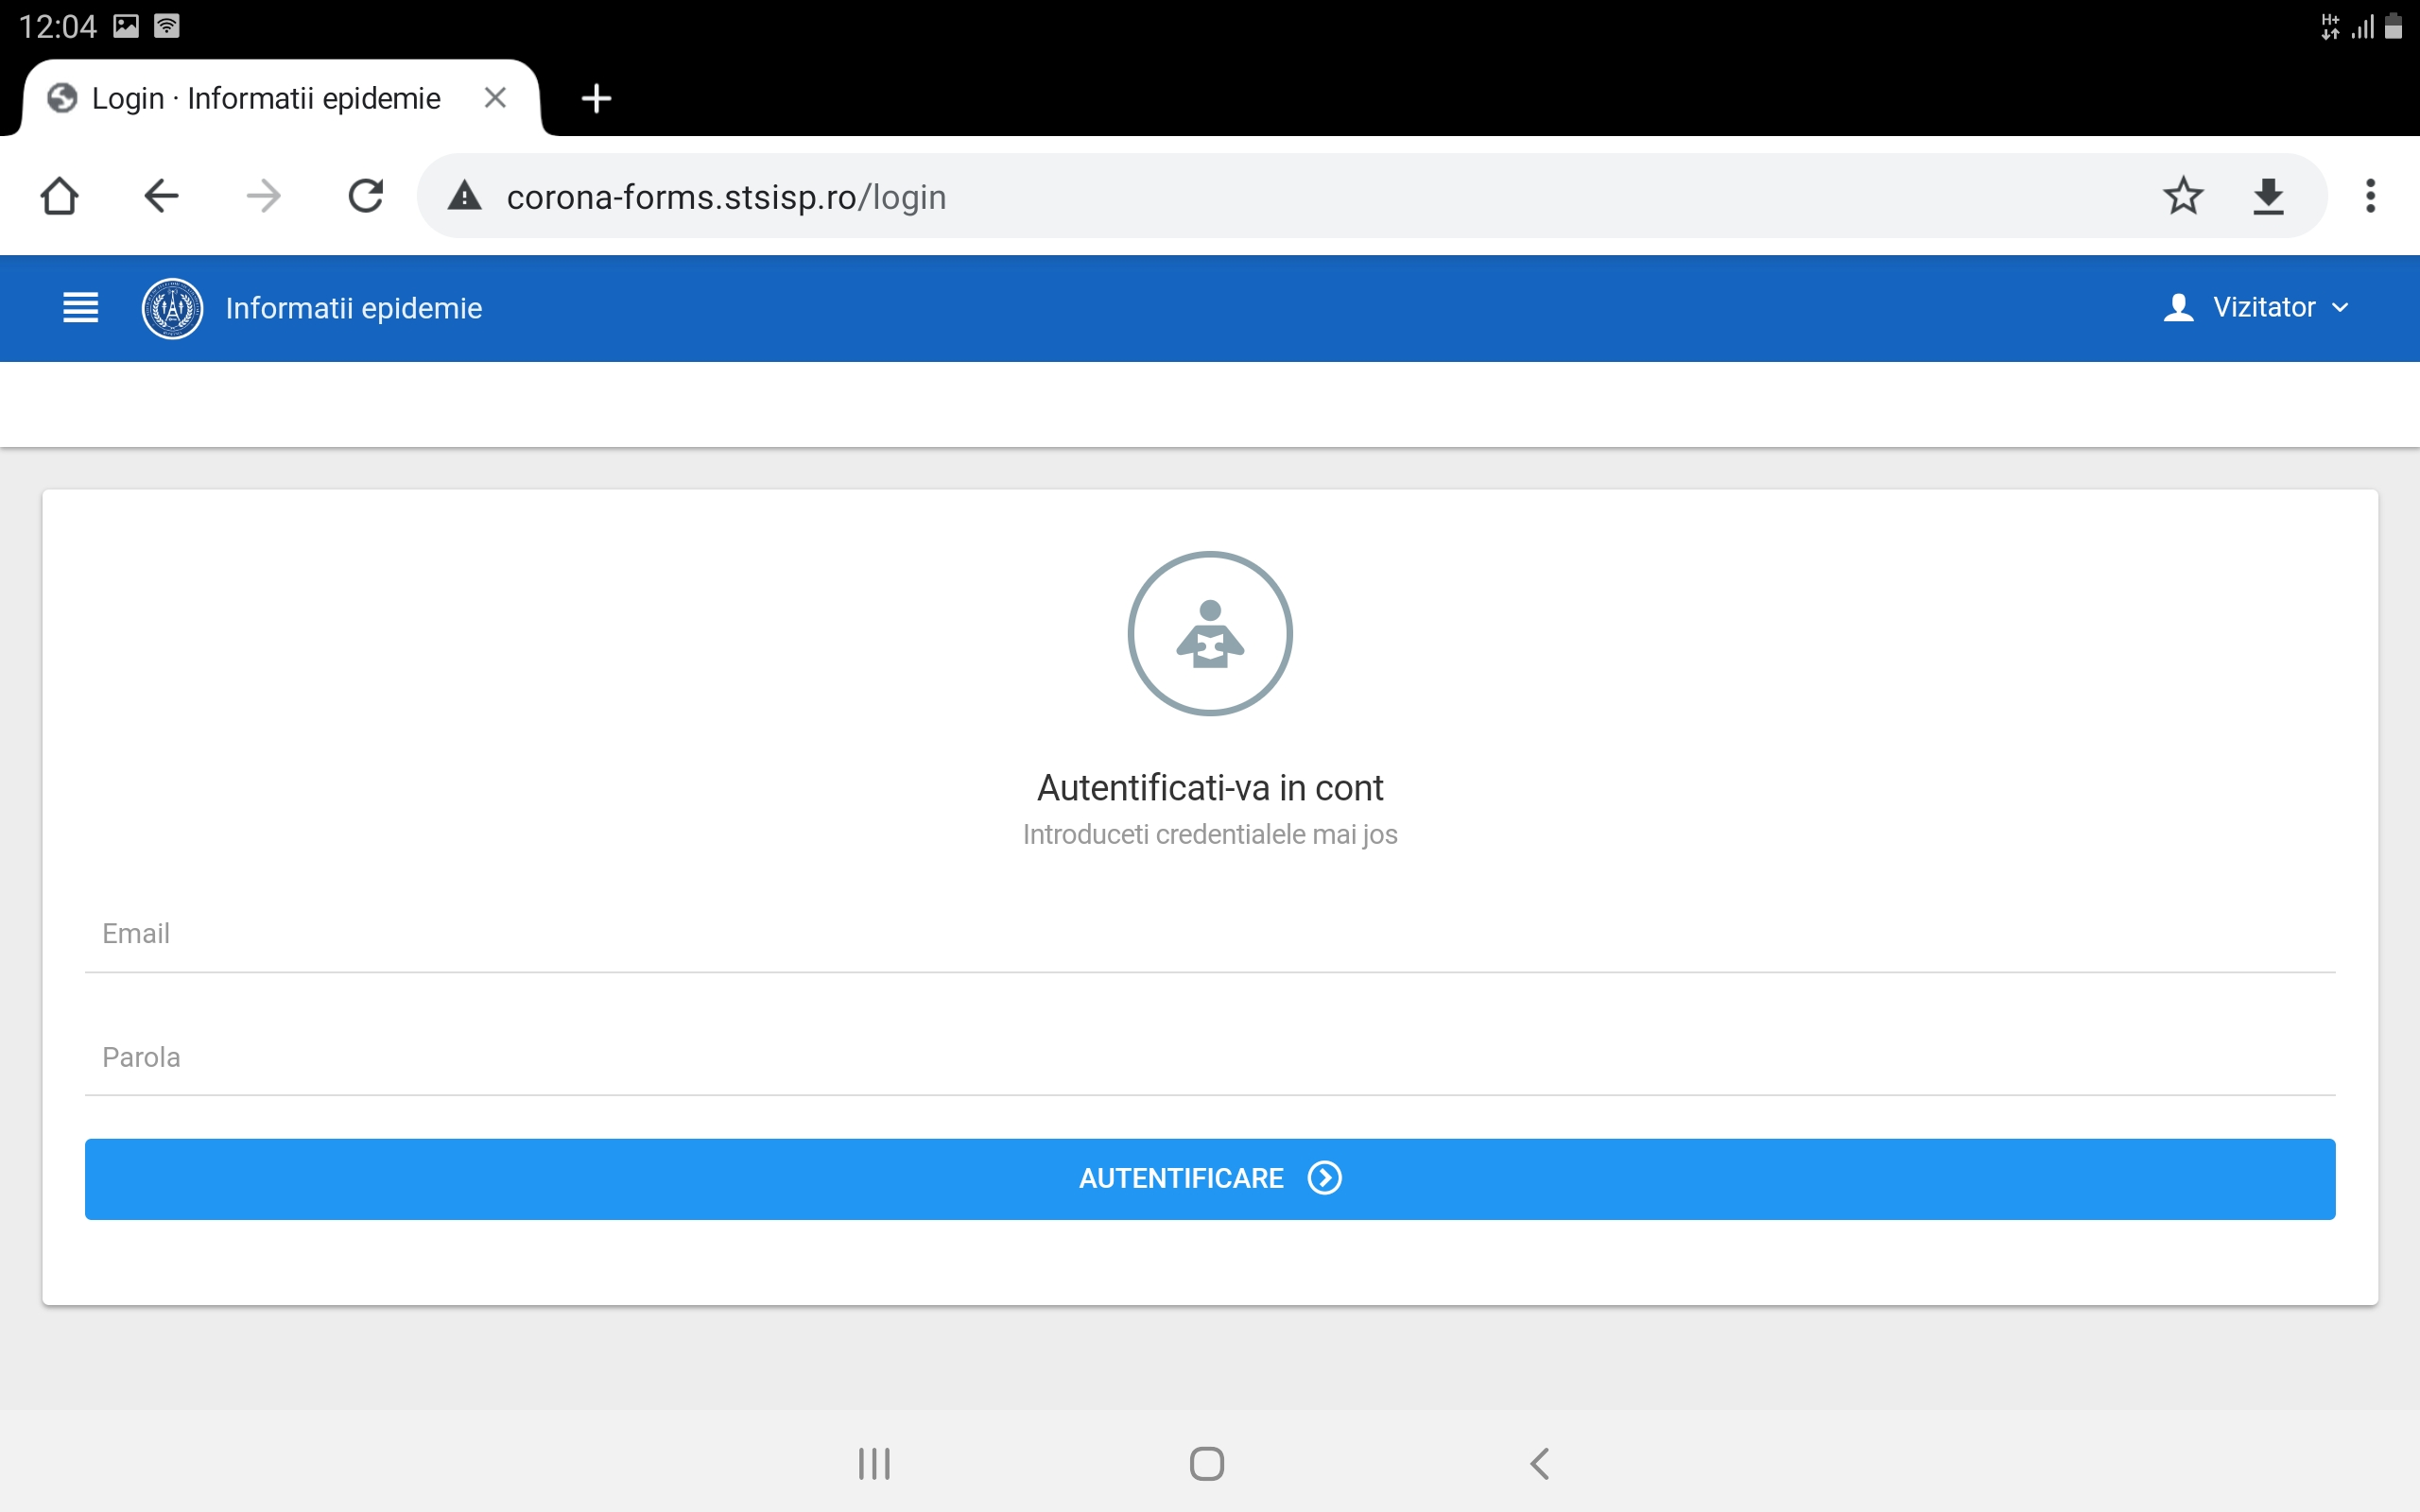 12:04
H+
Login · Informatii epidemie
corona-forms.stsisp.ro/login
Informatii epidemie
Vizitator
Autentificati-va in cont
Introduceti credentialele mai jos
Email
Parola
AUTENTIFICARE